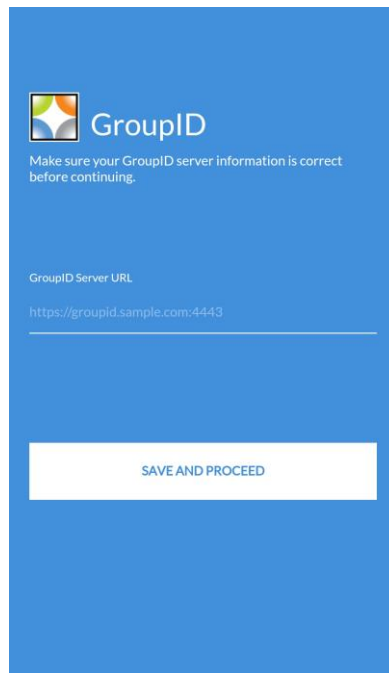 GroupID
Make sure your GroupID server information is correct
before continuing.
GroupID Server URL
https://groupid.sample.com:4443
SAVE AND PROCEED